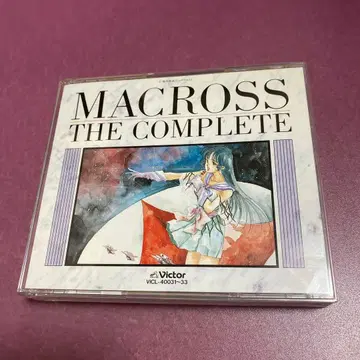 MACROSS
THE COMPLETE
Victor
VICL-40031~33